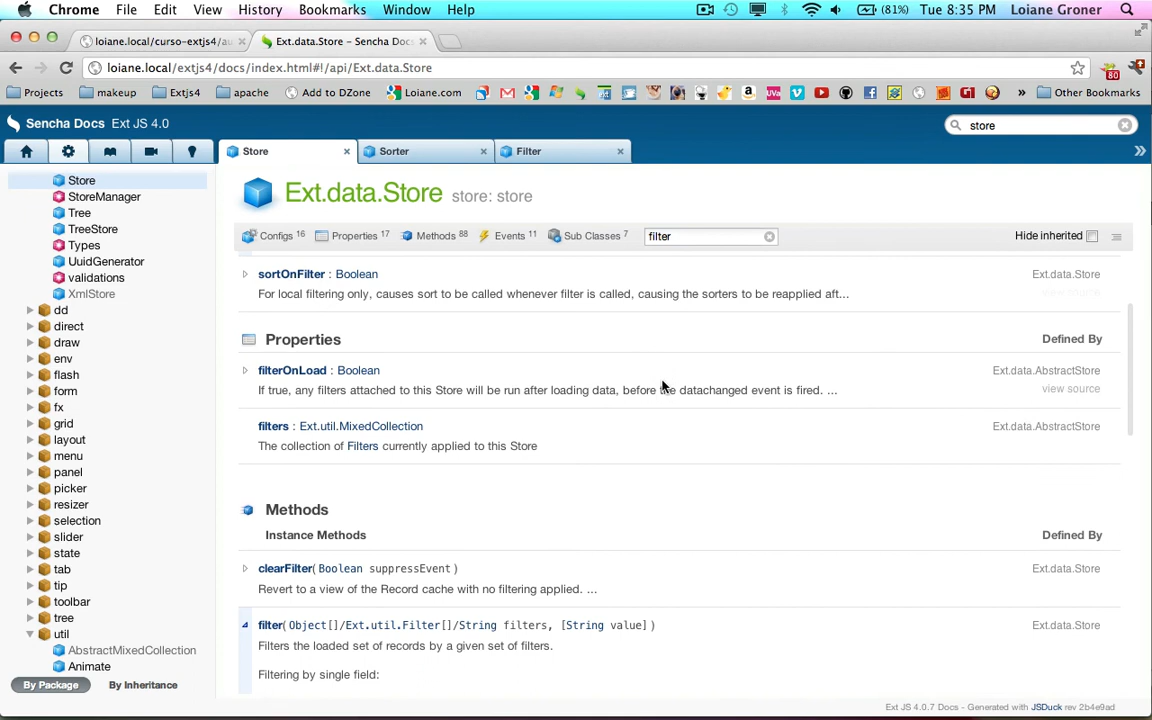 Chrome File Edit View History Bookmarks Window Help (81%) Tue 8:35 PM Loiane Groner
loiane.local/curso-extjs4/au Ext.data.Store – Sencha Doc
loiane.local/extjs4/docs/index.html#!/api/Ext.data.Store 80
Projects makeup Extjs4 apache Add to DZone Loiane.com UVa GI » Other Bookmarks
Sencha Docs Ext JS 4.0 store
Store Sorter Filter »
Store
StoreManager
Tree
TreeStore
Types
UuidGenerator
validations
XmlStore
dd
direct
draw
env
flash
form
fx
grid
layout
menu
panel
picker
resizer
selection
slider
state
tab
tip
toolbar
tree
util
AbstractMixedCollection
Animate
By Package By Inheritance
Ext.data.Store store: store
Configs 16 Properties 17 Methods 88 Events 11 Sub Classes 7 filter Hide inherited
sortOnFilter : Boolean Ext.data.Store
For local filtering only, causes sort to be called whenever filter is called, causing the sorters to be reapplied aft... view source
Properties Defined By
filterOnLoad : Boolean Ext.data.AbstractStore
If true, any filters attached to this Store will be run after loading data, before the datachanged event is fired. ... view source
filters : Ext.util.MixedCollection Ext.data.AbstractStore
The collection of Filters currently applied to this Store
Methods
Instance Methods Defined By
clearFilter( Boolean suppressEvent ) Ext.data.Store
Revert to a view of the Record cache with no filtering applied. ...
filter( Object[]/Ext.util.Filter[]/String filters, [String value] ) Ext.data.Store
Filters the loaded set of records by a given set of filters.
Filtering by single field:
Ext JS 4.0.7 Docs - Generated with JSDuck rev 2b4e9ad